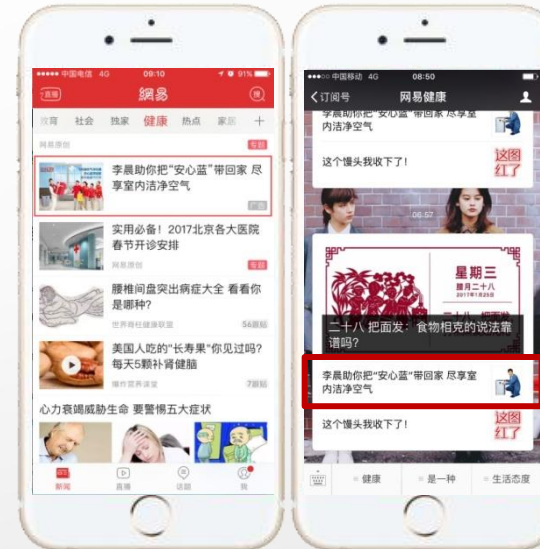 中国电信 4G 09:10 91%
直播 網易 搜
教育 社会 独家 健康 热点 家居 +
网易原创 专题
李晨助你把“安心蓝”带回家 尽
享室内洁净空气
广告
实用必备！2017北京各大医院
春节开诊安排
网易原创 专题
腰椎间盘突出病症大全 看看你
是哪种？
世界脊柱健康联盟 56跟贴
美国人吃的“长寿果“你见过吗？
每天5颗补肾健脑
7跟贴
心力衰竭威胁生命 要警惕五大症状
新闻 直播 话题 我
中国移动 4G 08:50
订阅号 网易健康
李晨助你把“安心蓝”带回家 尽享室
内洁净空气
这个馒头我收下了！ 这图
红了
06:57
星期三
腊月二十八
2017年1月25日
二十八 把面发：食物相克的说法靠
谱吗？
李晨助你把“安心蓝”带回家 尽享室
内洁净空气
这个馒头我收下了！ 这图
红了
健康 是一种 生活态度